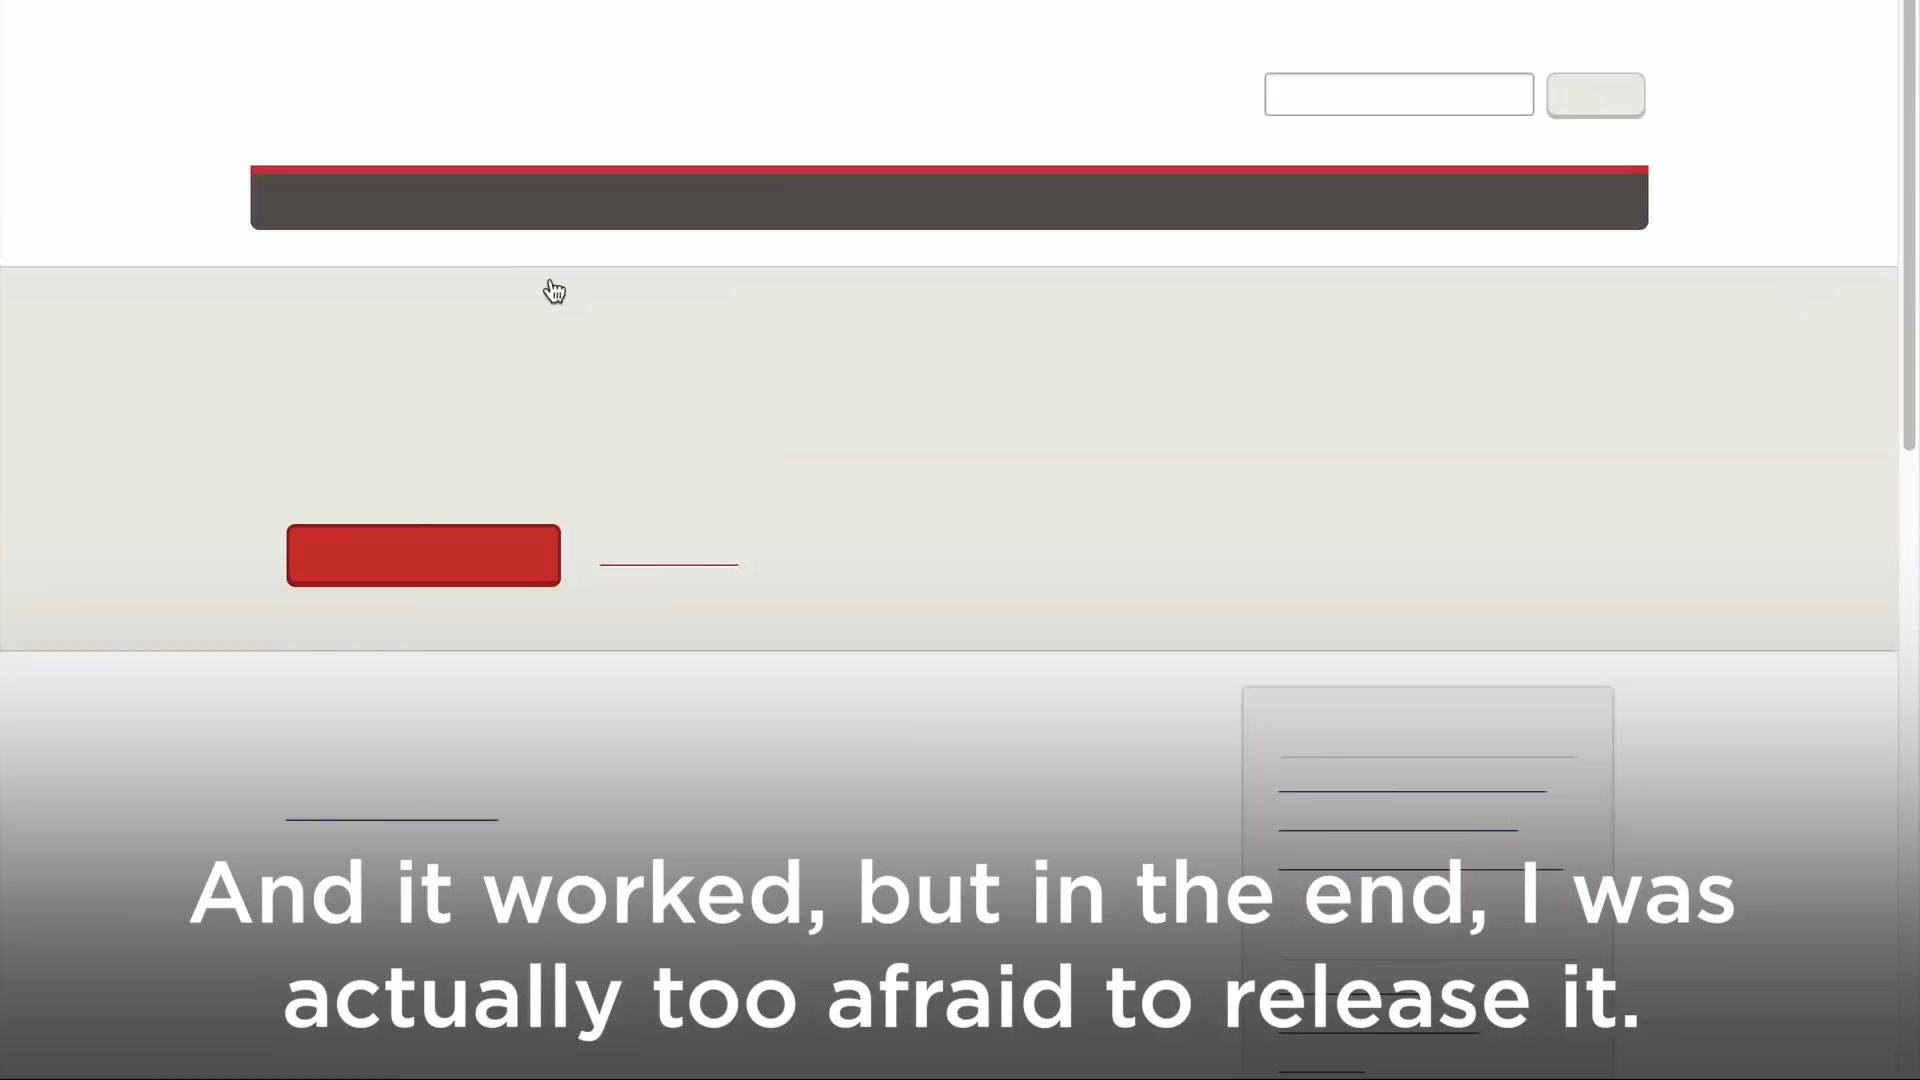 And it worked, but in the end, I was
actually too afraid to release it.